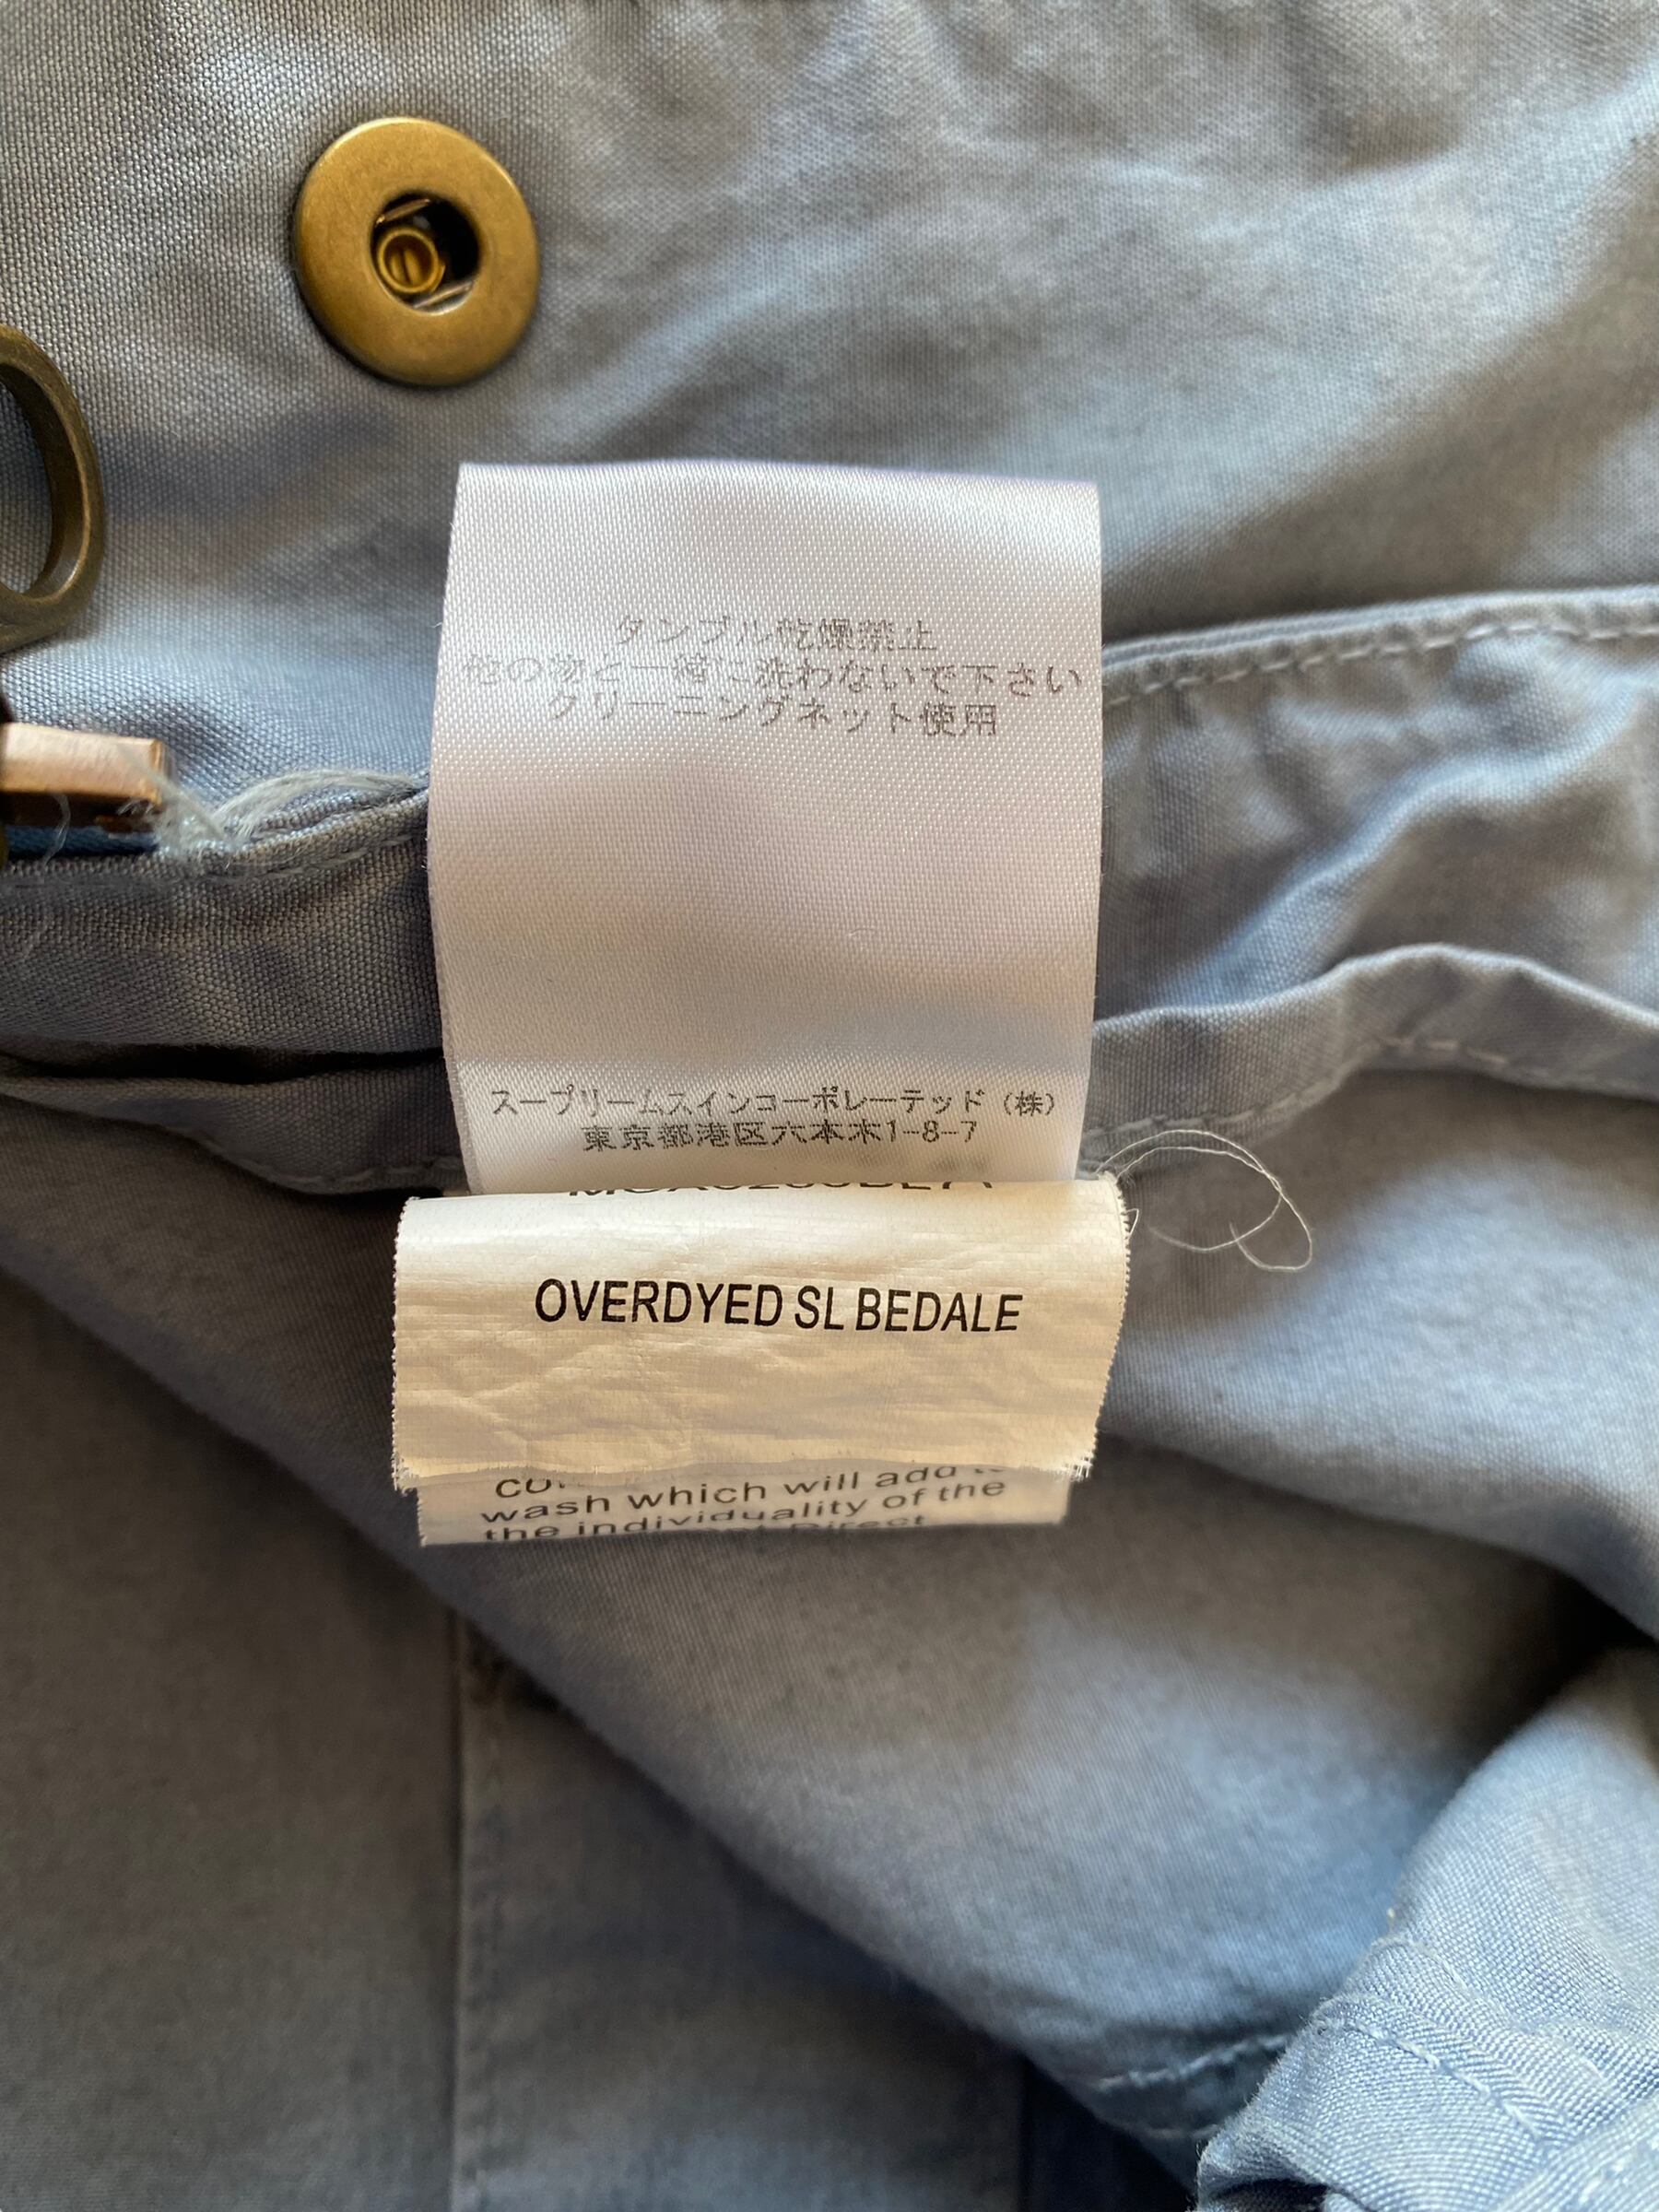 タンブル乾燥禁止
他の物と一緒に洗わないで下さい
クリーニングネット使用
スープリームスインコーポレーテッド（株）
東京都港区六本木1-8-7
OVERDYED SL BEDALE
wash which will add
the individuality of the
Direct